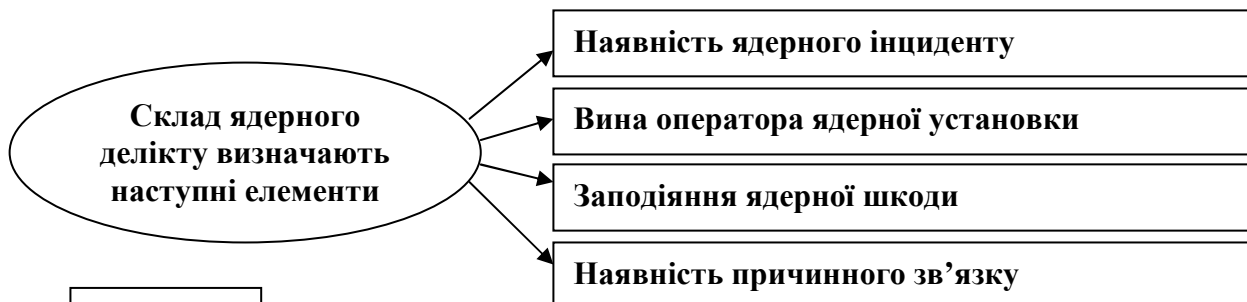 Наявність ядерного інциденту
Склад ядерного
делікту визначають
наступні елементи
Вина оператора ядерної установки
Заподіяння ядерної шкоди
Наявність причинного зв’язку